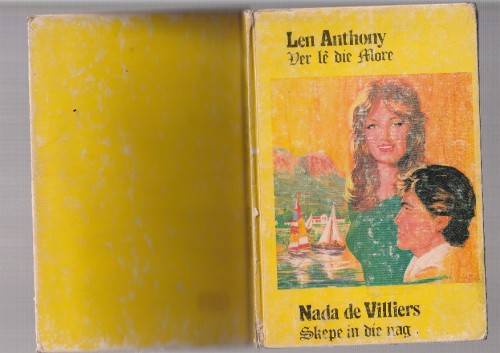 Len Anthony
Ver lê die More
Nada de Villiers
Skepe in die nag .